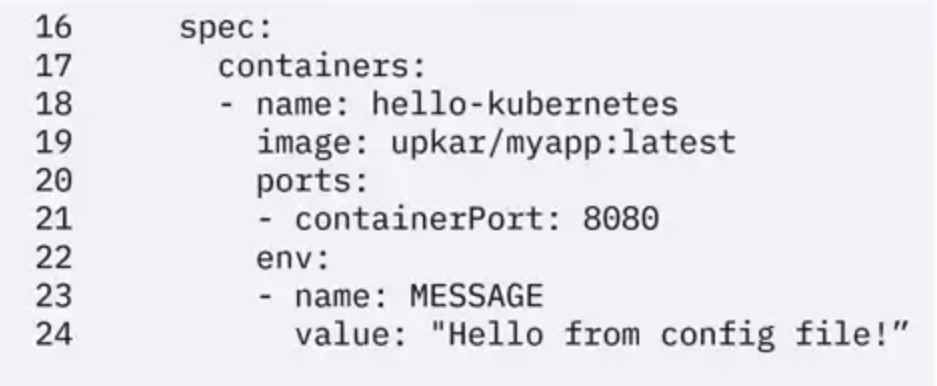 16 spec:
17 containers:
18 - name: hello-kubernetes
19 image: upkar/myapp:latest
20 ports:
21 - containerPort: 8080
22 env:
23 - name: MESSAGE
24 value: "Hello from config file!”